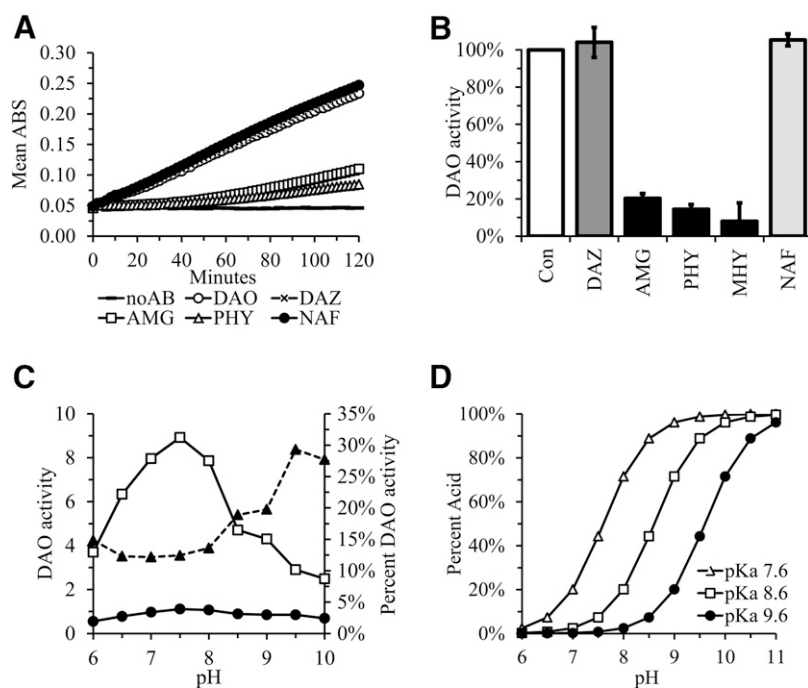 A
Mean ABS
0.30
0.25
0.20
0.15
0.10
0.05
0.00
0 20 40 60 80 100 120
Minutes
noAB DAO DAZ
AMG PHY NAF
B
DAO activity
100%
80%
60%
40%
20%
0%
Con DAZ AMG PHY MHY NAF
C
DAO activity
10
8
6
4
2
0
35%
30%
25%
20%
15%
10%
5%
0%
Percent DAO activity
6 7 8 9 10
pH
D
Percent Acid
100%
80%
60%
40%
20%
0%
pKa 7.6
pKa 8.6
pKa 9.6
6 7 8 9 10 11
pH